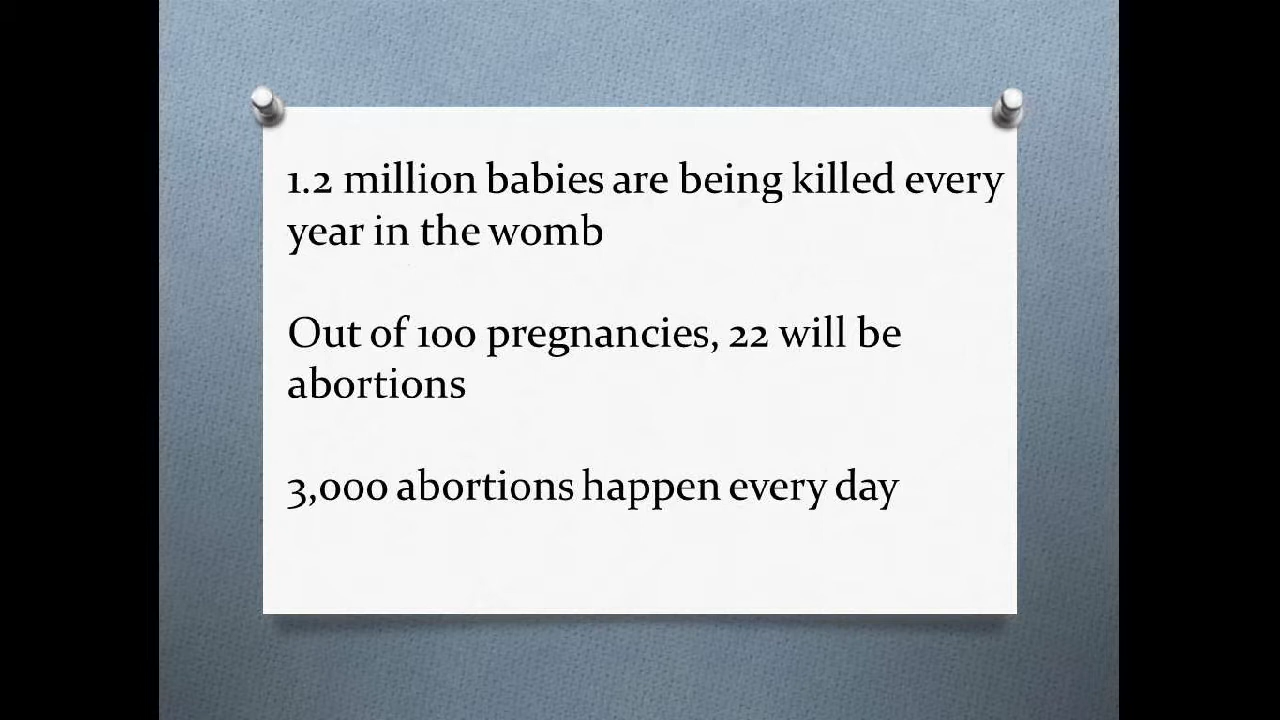 1.2 million babies are being killed every
year in the womb
Out of 100 pregnancies, 22 will be
abortions
3,000 abortions happen every day